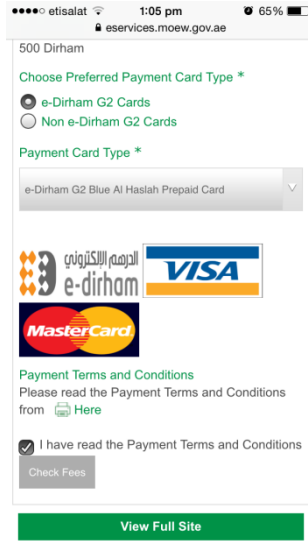 etisalat 1:05 pm 65%
eservices.moew.gov.ae
500 Dirham
Choose Preferred Payment Card Type *
e-Dirham G2 Cards
Non e-Dirham G2 Cards
Payment Card Type *
e-Dirham G2 Blue Al Haslah Prepaid Card
الدرهم الإلكتروني
e-dirham
VISA
MasterCard
Payment Terms and Conditions
Please read the Payment Terms and Conditions
from Here
I have read the Payment Terms and Conditions
Check Fees
View Full Site